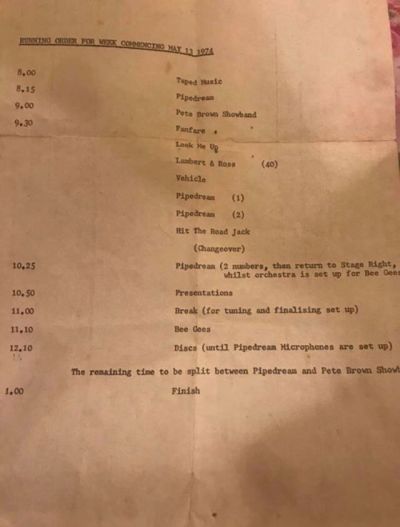 RUNNING ORDER FOR WEEK COMMENCING MAY 13 1974
8.00 Taped Music
8.15 Pipedream
9.00 Pete Brown Showband
9.30 Fanfare
Look Me Up
Lambert & Ross (40)
Vehicle
Pipedream (1)
Pipedream (2)
Hit The Road Jack
(Changeover)
10.25 Pipedream (2 numbers, then return to Stage Right,
whilst orchestra is set up for Bee Gees
10.50 Presentations
11.00 Break (for tuning and finalising set up)
11.10 Bee Gees
12.10 Discs (until Pipedream Microphones are set up)
The remaining time to be split between Pipedream and Pete Brown Showb
1.00 Finish